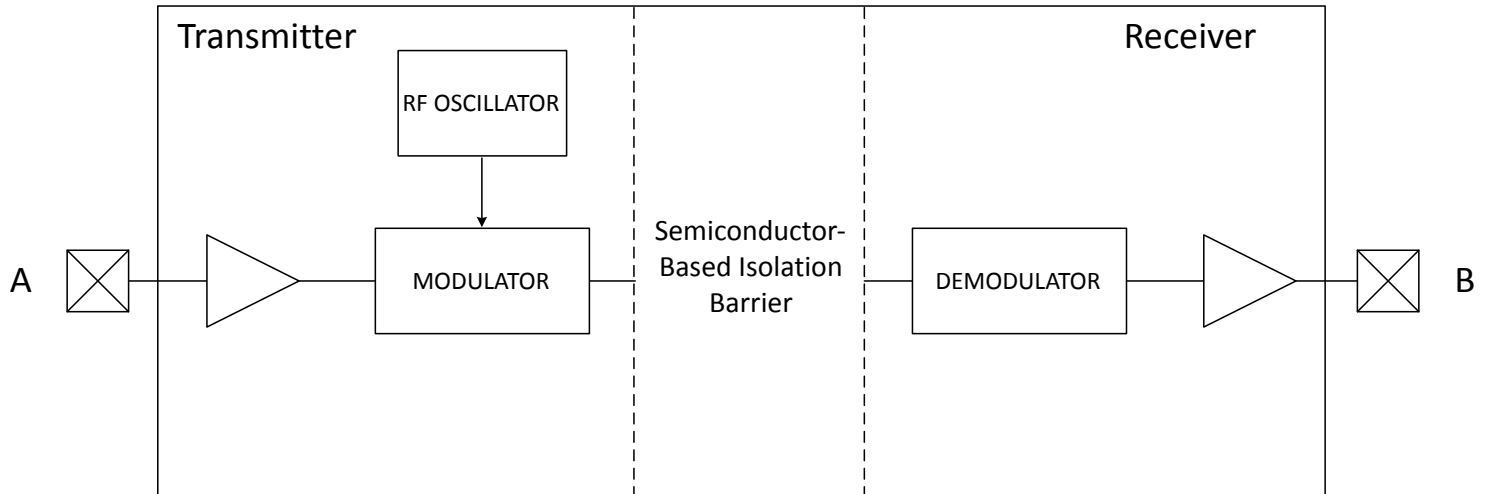 Transmitter
Receiver
RF OSCILLATOR
A
MODULATOR
Semiconductor-
Based Isolation
Barrier
DEMODULATOR
B